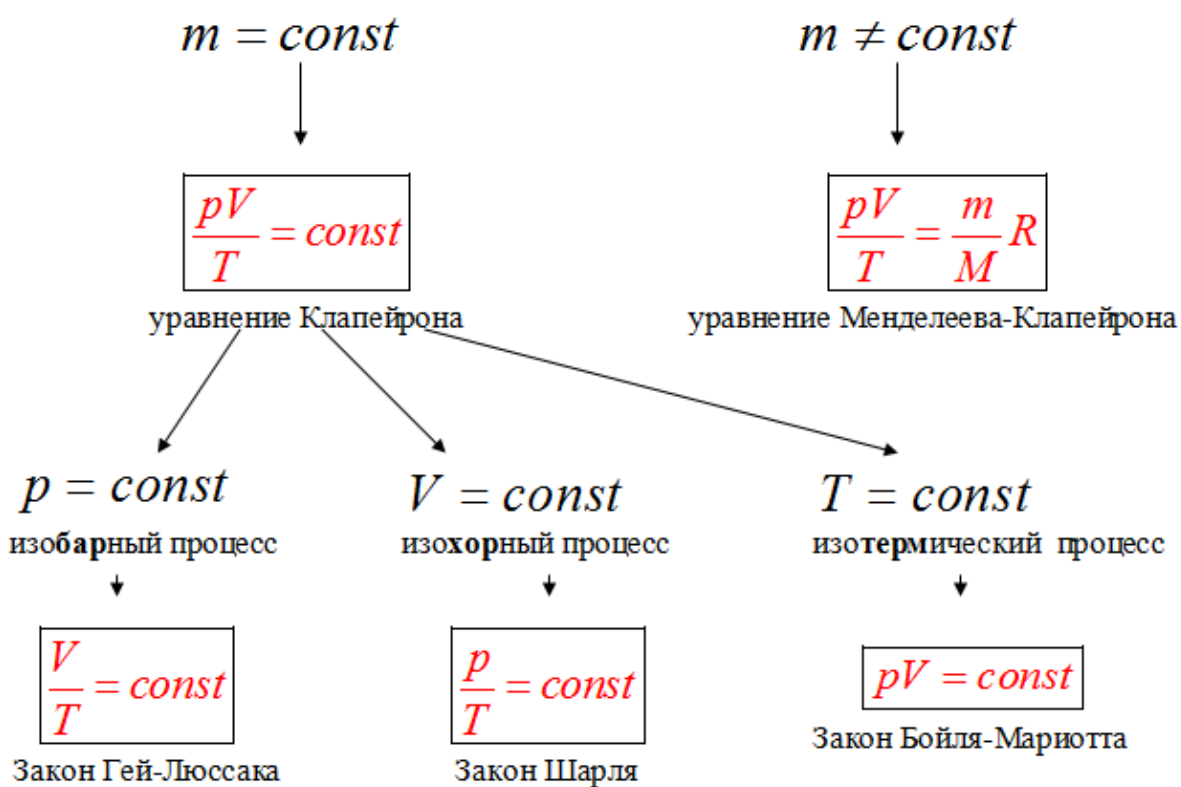 m = const m ≠ const
pV/T = const pV/T = m/M R
уравнение Клапейрона уравнение Менделеева-Клапейрона
p = const V = const T = const
изобарный процесс изохорный процесс изотермический процесс
V/T = const p/T = const pV = const
Закон Гей-Люссака Закон Шарля Закон Бойля-Мариотта